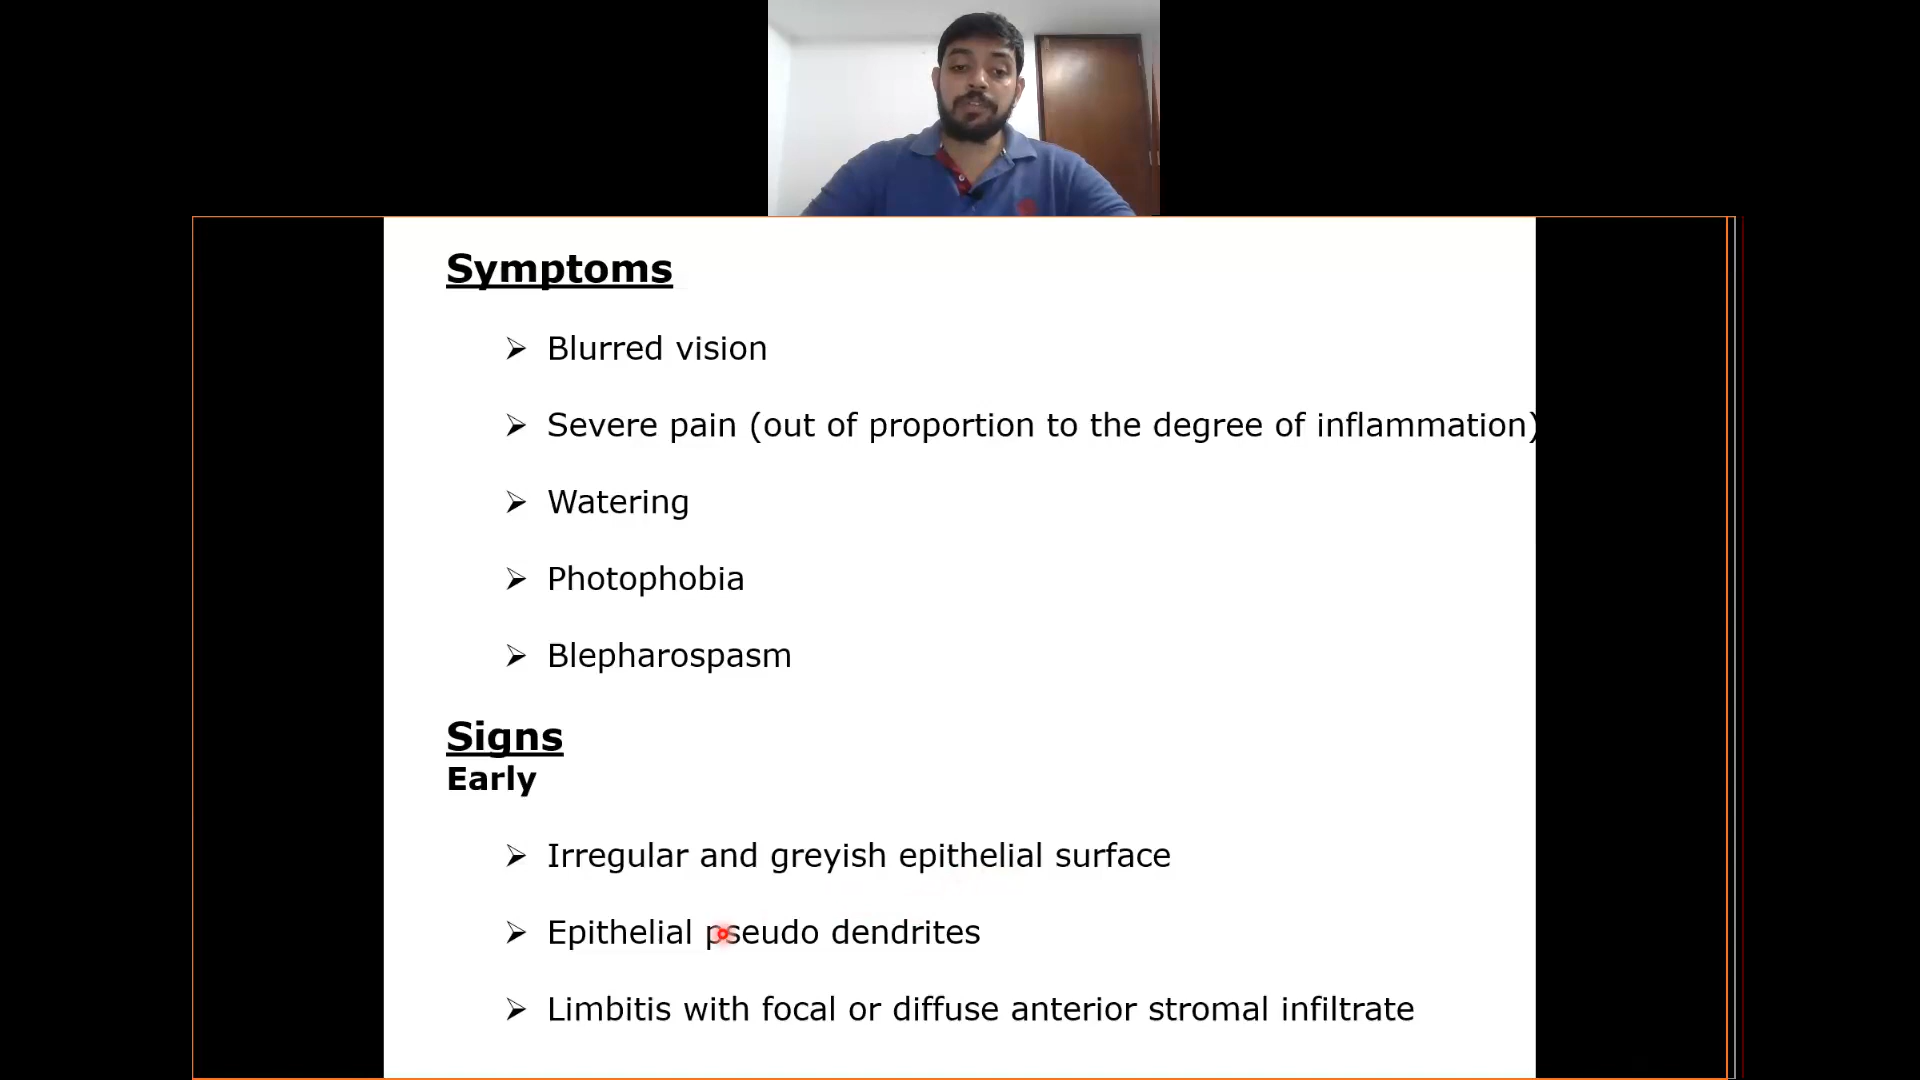 Symptoms
➢ Blurred vision
➢ Severe pain (out of proportion to the degree of inflammation)
➢ Watering
➢ Photophobia
➢ Blepharospasm
Signs
Early
➢ Irregular and greyish epithelial surface
➢ Epithelial pseudo dendrites
➢ Limbitis with focal or diffuse anterior stromal infiltrate